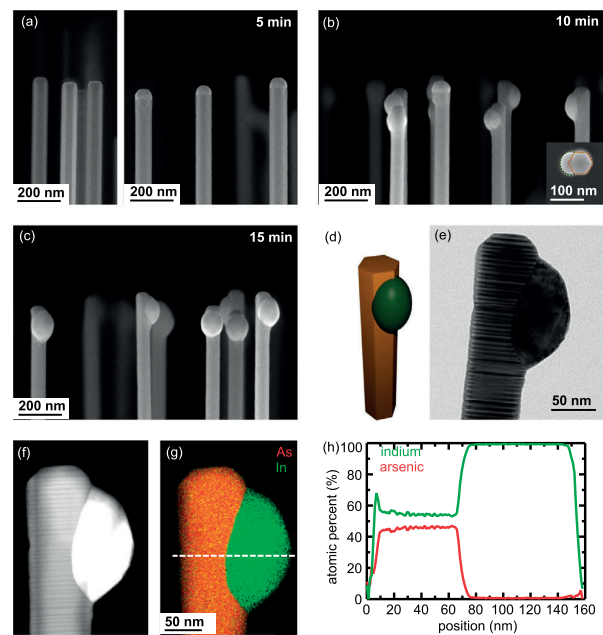 (a)
5 min
200 nm
200 nm
(b)
10 min
200 nm
100 nm
(c)
15 min
200 nm
(d)
(e)
50 nm
(f)
(g)
As
In
50 nm
(h)
indium
arsenic
atomic percent (%)
100
80
60
40
20
0
0 20 40 60 80 100 120 140 160
position (nm)